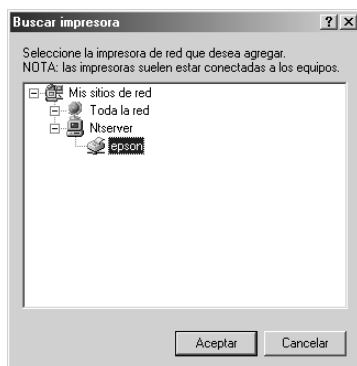 Buscar impresora
Seleccione la impresora de red que desea agregar.
NOTA: las impresoras suelen estar conectadas a los equipos.
Mis sitios de red
Toda la red
Ntserver
epson
Aceptar Cancelar